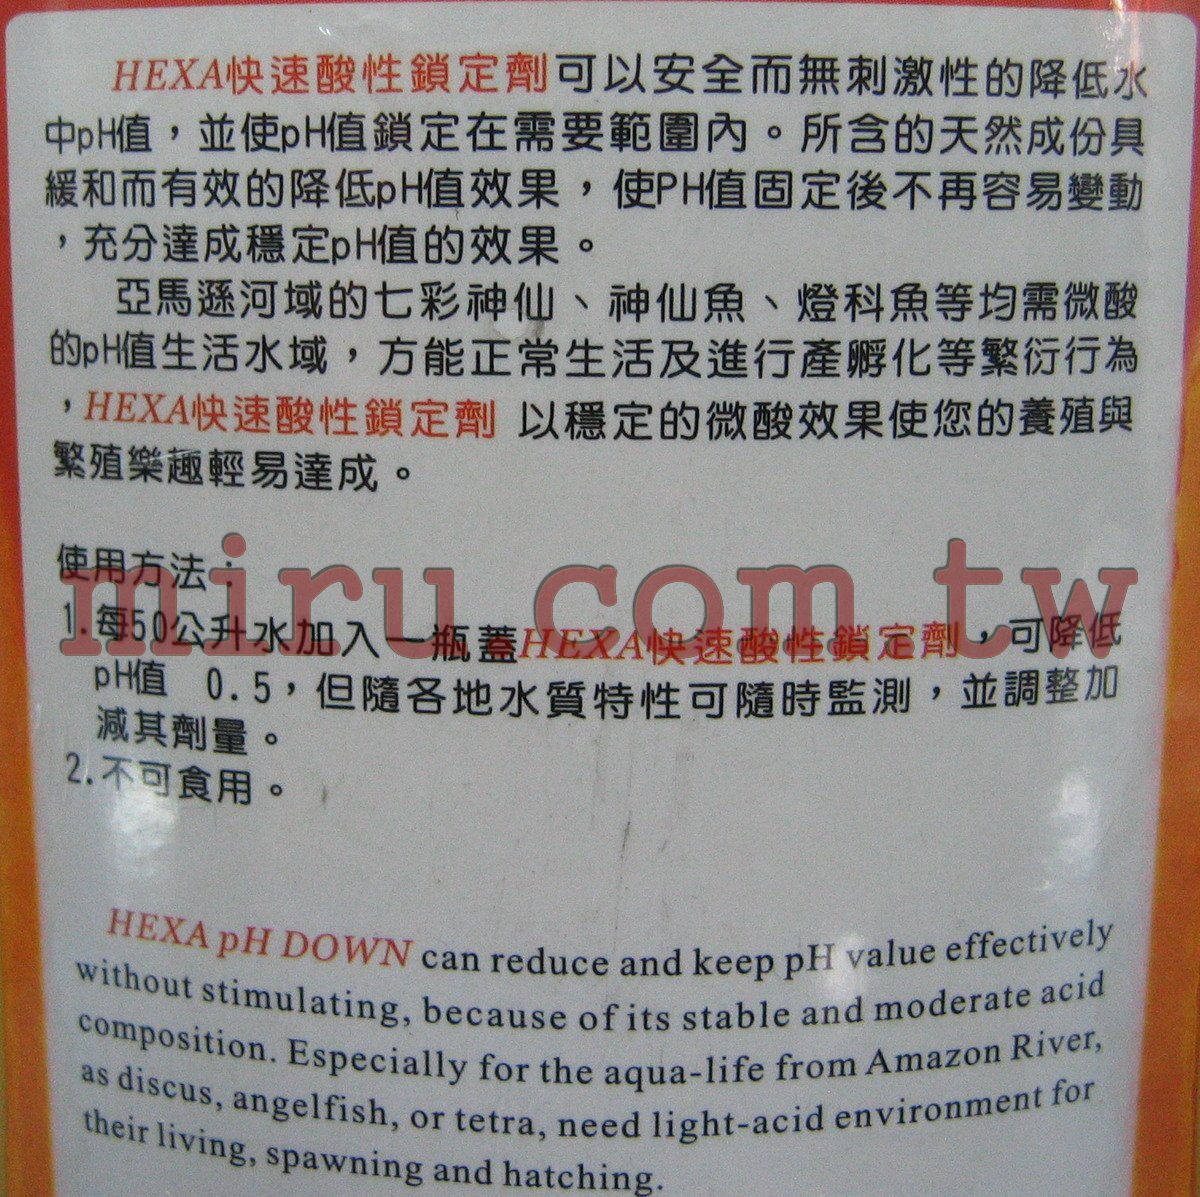 HEXA快速酸性鎖定劑可以安全而無刺激性的降低水
中pH值，並使pH值鎖定在需要範圍內。所含的天然成份具
緩和而有效的降低pH值效果，使PH值固定後不再容易變動
，充分達成穩定pH值的效果。
亞馬遜河域的七彩神仙、神仙魚、燈科魚等均需微酸
的pH值生活水域，方能正常生活及進行產孵化等繁衍行為
，HEXA快速酸性鎖定劑 以穩定的微酸效果使您的養殖與
繁殖樂趣輕易達成。
使用方法：
miru.com.tw
1.每50公升水加入一瓶蓋HEXA快速酸性鎖定劑，可降低
pH值 0.5，但隨各地水質特性可隨時監測，並調整加
減其劑量。
2.不可食用。
HEXA pH DOWN can reduce and keep pH value effectively
without stimulating, because of its stable and moderate acid
composition. Especially for the aqua-life from Amazon River,
as discus, angelfish, or tetra, need light-acid environment for
their living, spawning and hatching.